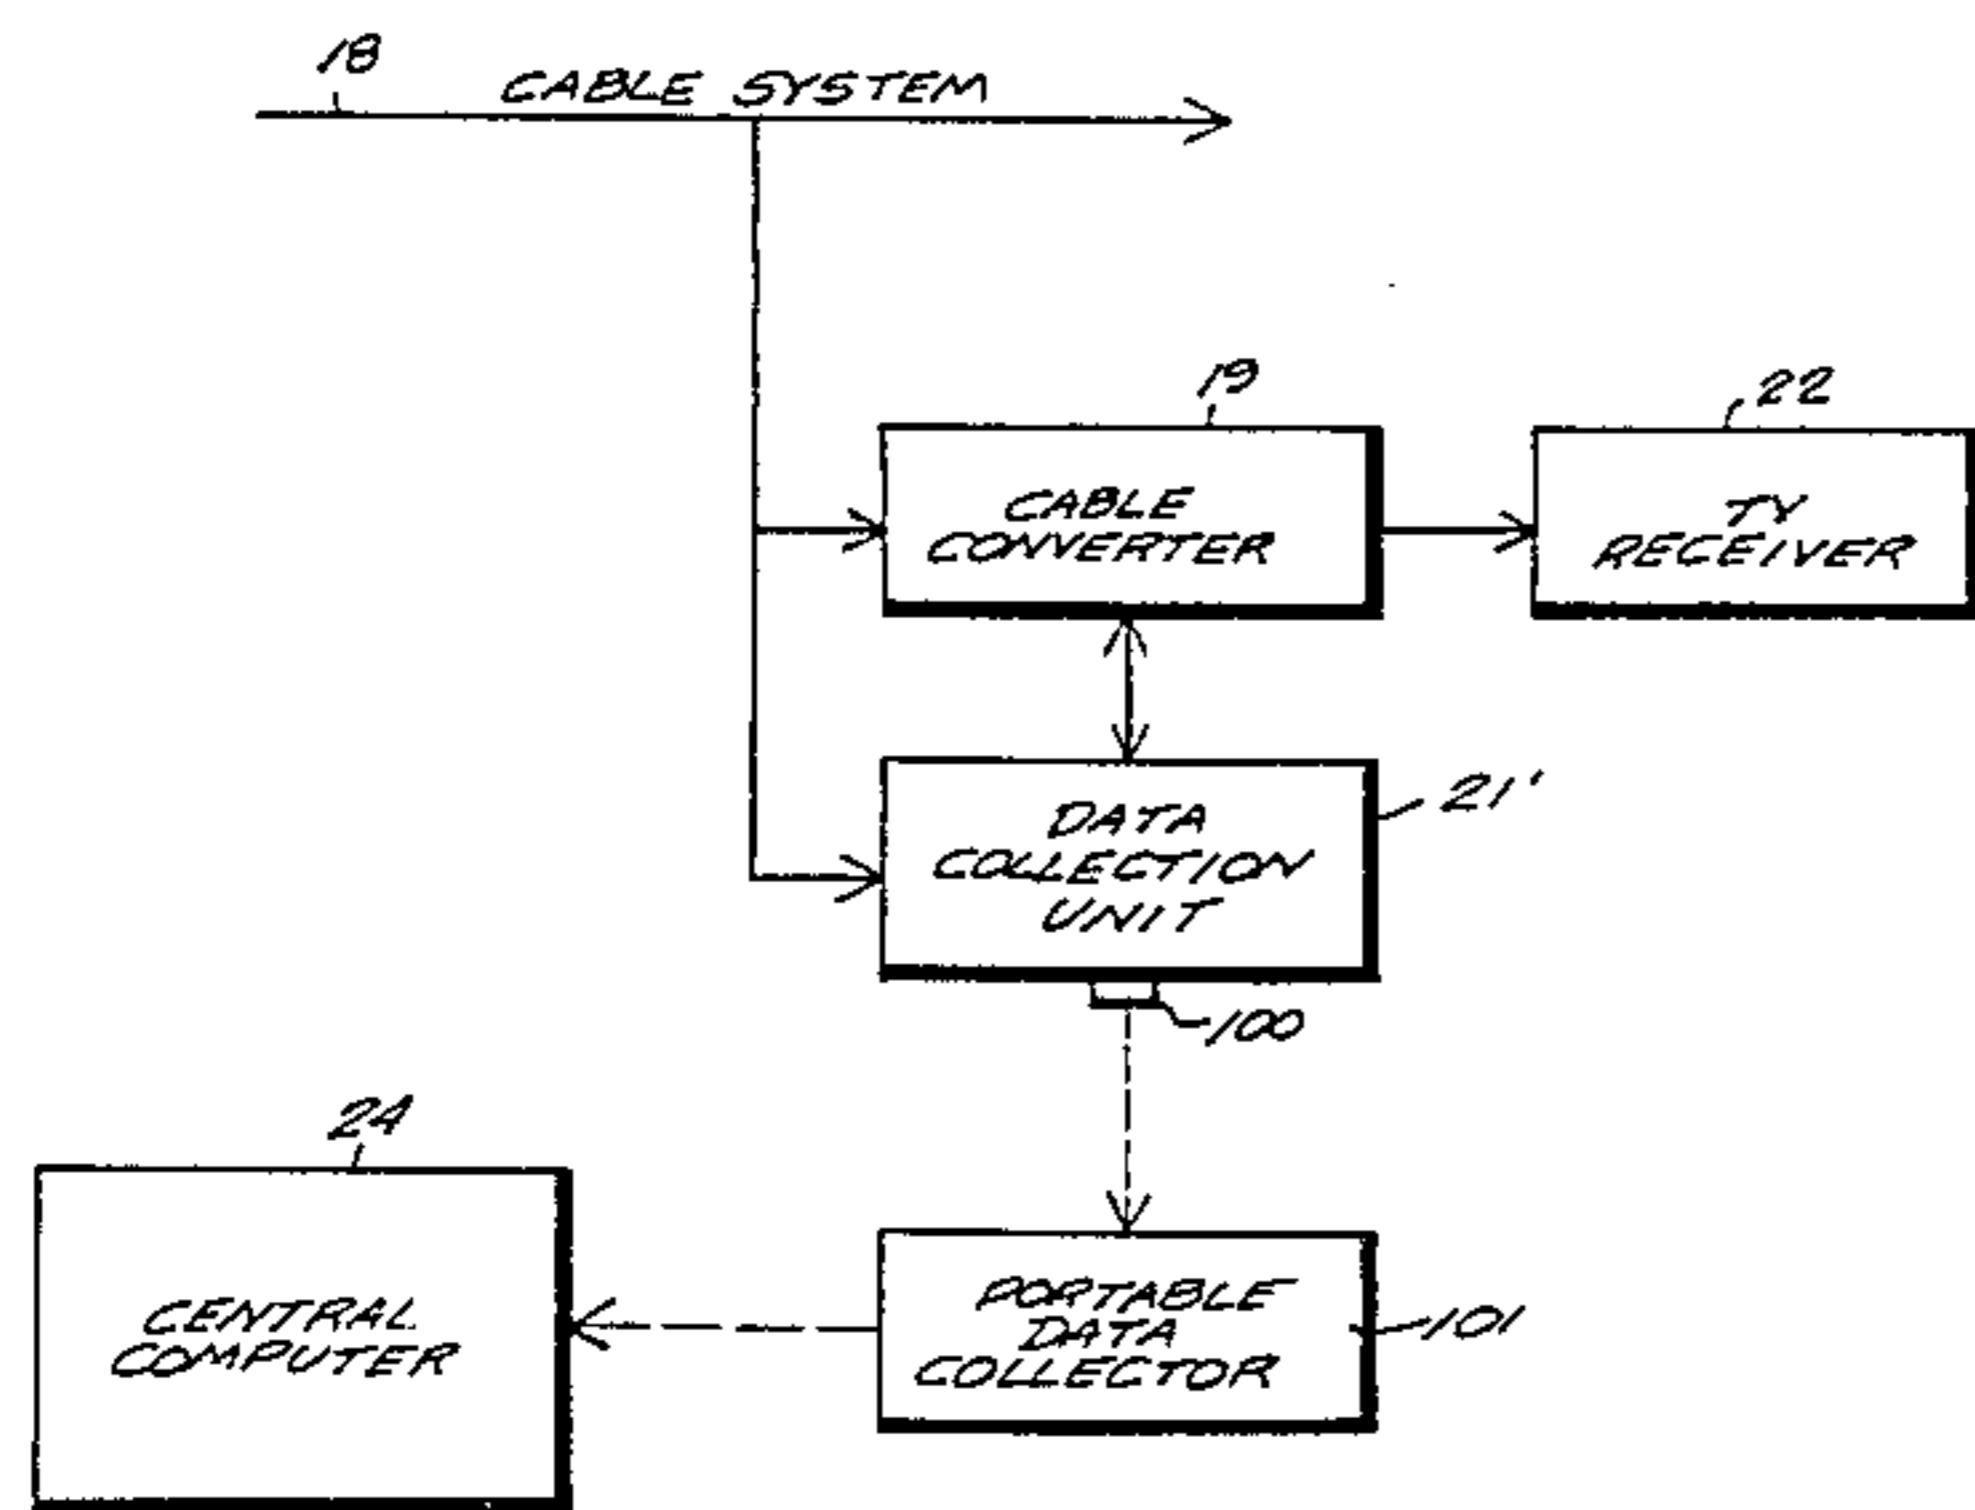 18
CABLE SYSTEM
19
22
CABLE
CONVERTER
TV
RECEIVER
21'
DATA
COLLECTION
UNIT
100
24
PORTABLE
DATA
COLLECTOR
101
CENTRAL
COMPUTER